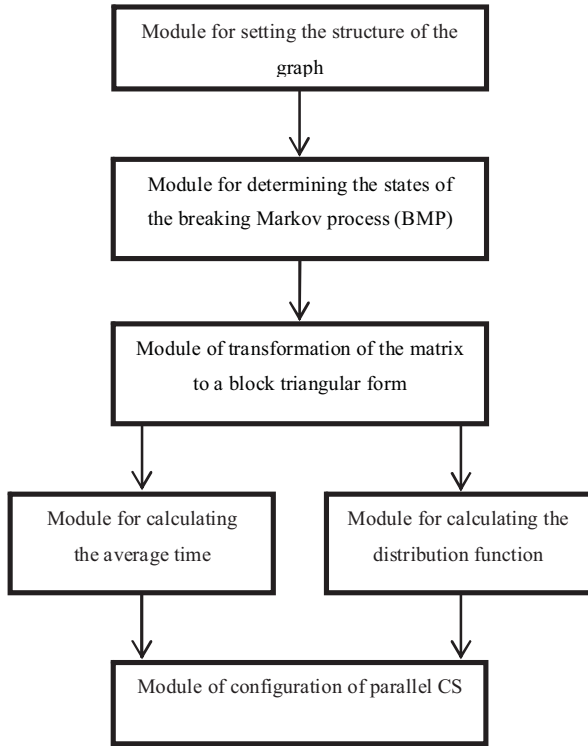 Module for setting the structure of the
graph
Module for determining the states of
the breaking Markov process (BMP)
Module of transformation of the matrix
to a block triangular form
Module for calculating
the average time
Module for calculating the
distribution function
Module of configuration of parallel CS